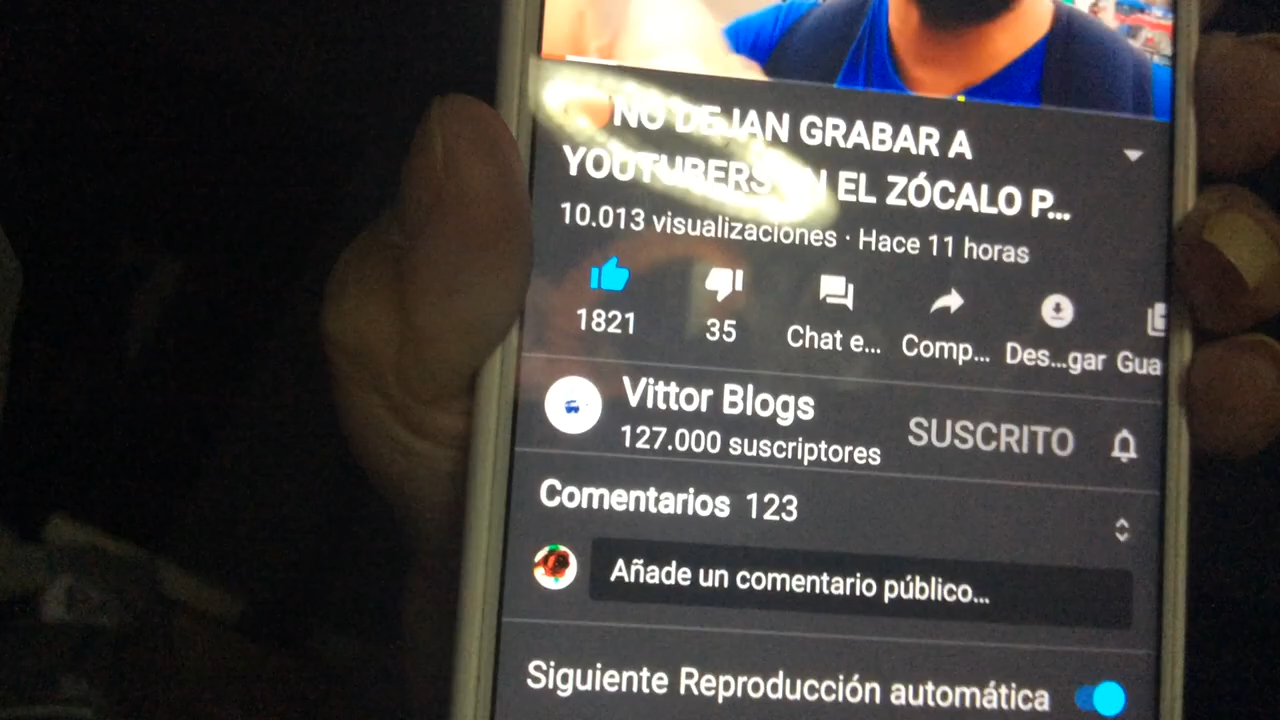 NO DEJAN GRABAR A
YOUTUBERS EN EL ZÓCALO P...
10.013 visualizaciones · Hace 11 horas
1821
35
Chat e...
Comp...
Des...gar
Gua
Vittor Blogs
127.000 suscriptores
SUSCRITO
Comentarios 123
Añade un comentario público...
Siguiente Reproducción automática